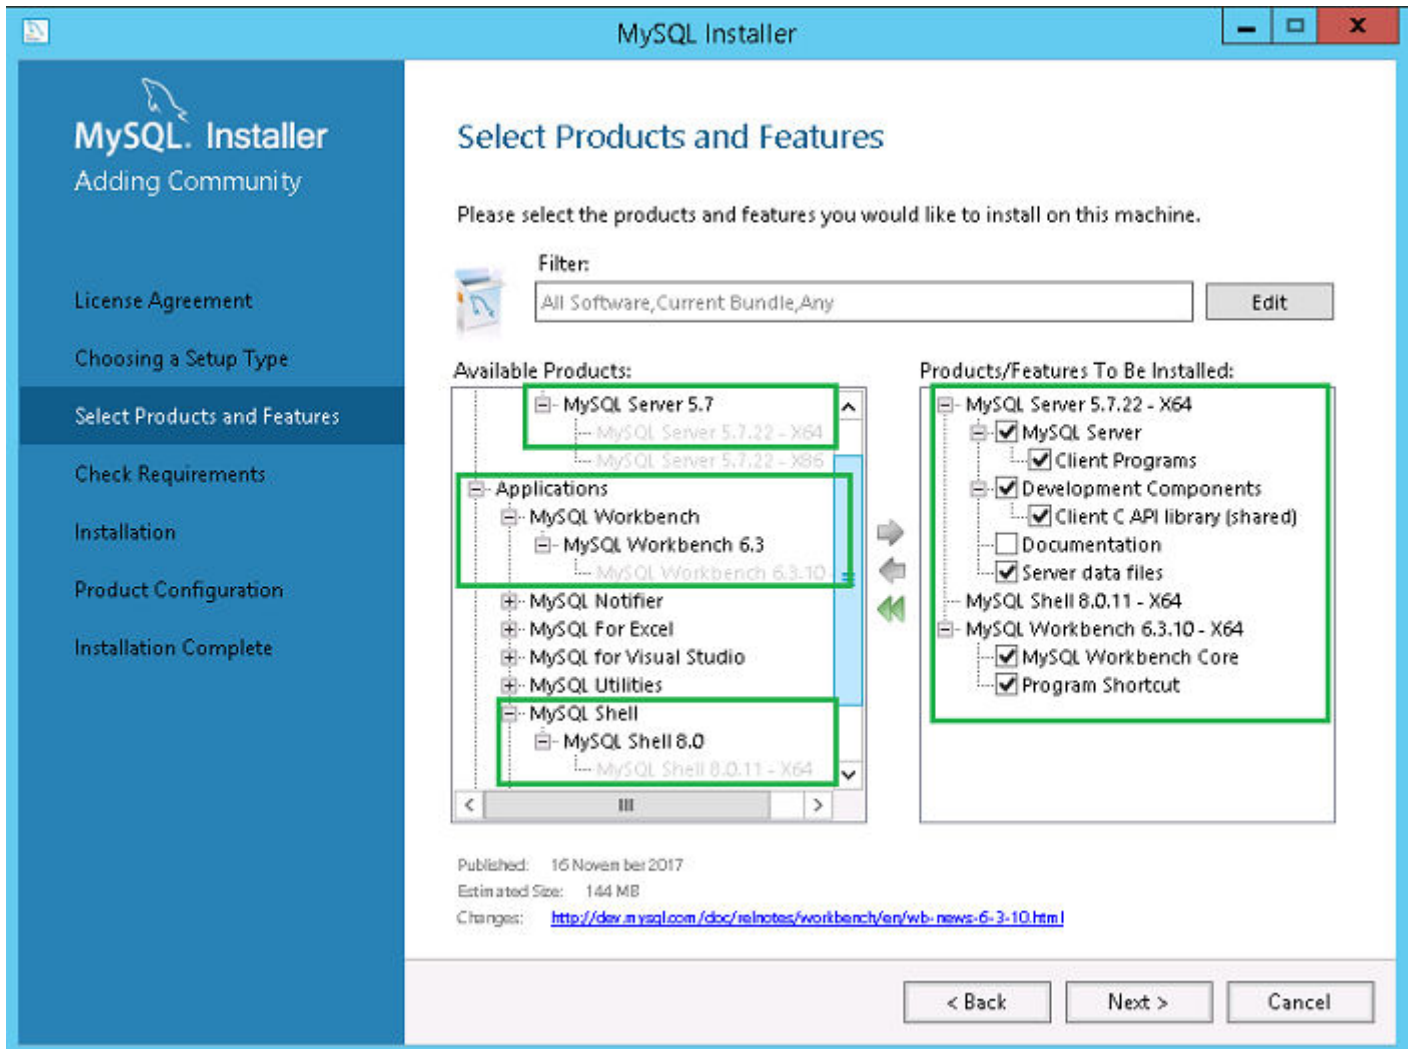 MySQL Installer
MySQL. Installer
Adding Community
License Agreement
Choosing a Setup Type
Select Products and Features
Check Requirements
Installation
Product Configuration
Installation Complete
Select Products and Features
Please select the products and features you would like to install on this machine.
Filter:
All Software,Current Bundle,Any
Edit
Available Products:
MySQL Server 5.7
MySQL Server 5.7.22 - X64
MySQL Server 5.7.22 - X86
Applications
MySQL Workbench
MySQL Workbench 6.3
MySQL Workbench 6.3.10 -
MySQL Notifier
MySQL For Excel
MySQL for Visual Studio
MySQL Utilities
MySQL Shell
MySQL Shell 8.0
MySQL Shell 8.0.11 - X64
Products/Features To Be Installed:
MySQL Server 5.7.22 - X64
MySQL Server
Client Programs
Development Components
Client C API library (shared)
Documentation
Server data files
MySQL Shell 8.0.11 - X64
MySQL Workbench 6.3.10 - X64
MySQL Workbench Core
Program Shortcut
Published: 16 November 2017
Estimated Size: 144 MB
Changes: http://dev.mysql.com/doc/relnotes/workbench/en/wb-news-6-3-10.html
< Back
Next >
Cancel